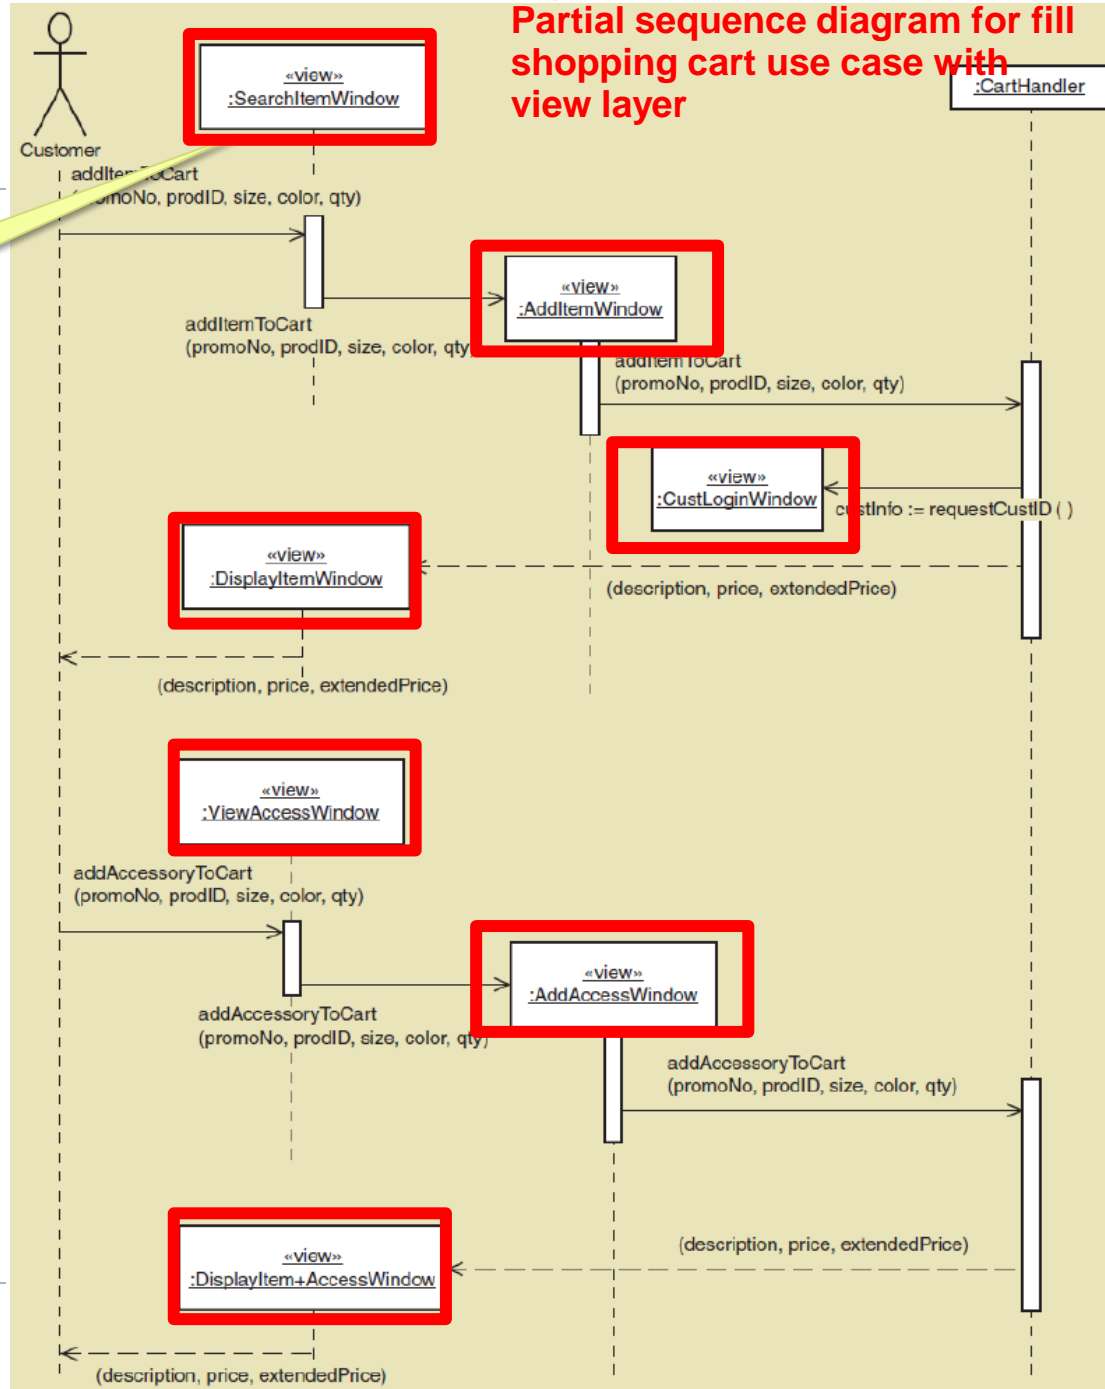 Partial sequence diagram for fill
shopping cart use case with
view layer
«view»
:SearchItemWindow
:CartHandler
Customer
addItemToCart
(promoNo, prodID, size, color, qty)
«view»
:AddItemWindow
addItemToCart
(promoNo, prodID, size, color, qty)
addItemToCart
(promoNo, prodID, size, color, qty)
«view»
:CustLoginWindow
custInfo := requestCustID ( )
«view»
:DisplayItemWindow
(description, price, extendedPrice)
(description, price, extendedPrice)
«view»
:ViewAccessWindow
addAccessoryToCart
(promoNo, prodID, size, color, qty)
«view»
:AddAccessWindow
addAccessoryToCart
(promoNo, prodID, size, color, qty)
addAccessoryToCart
(promoNo, prodID, size, color, qty)
(description, price, extendedPrice)
«view»
:DisplayItem+AccessWindow
(description, price, extendedPrice)